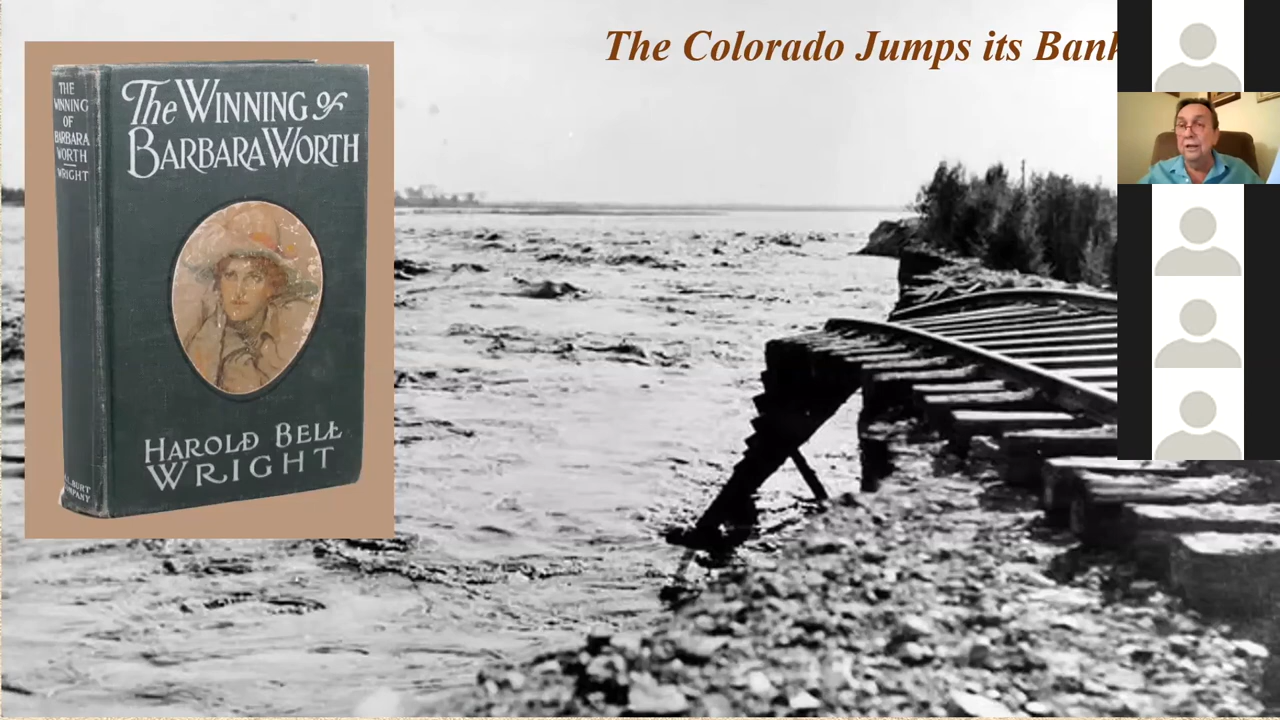 The Colorado Jumps its Bank
The WINNING of
BARBARA WORTH
THE
WINNING
OF
BARBARA
WORTH
WRIGHT
HAROLD BELL
WRIGHT
BURT